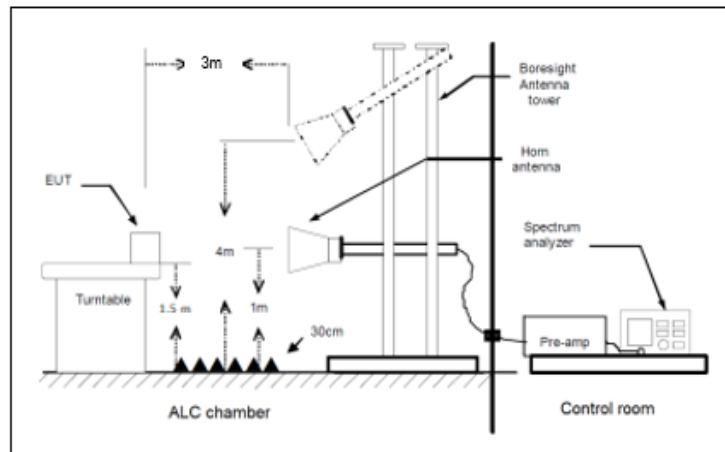 3m
Boresight
Antenna
tower
Horn
antenna
EUT
Spectrum
analyzer
4m
Turntable
1.5 m
1m
30cm
Pre-amp
ALC chamber
Control room